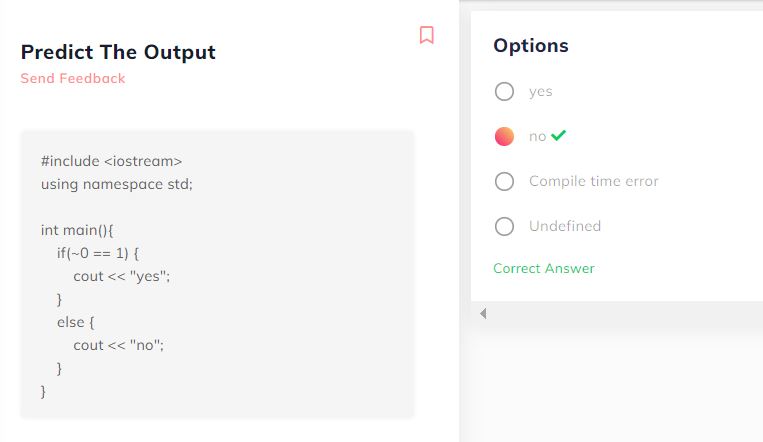 Predict The Output
Send Feedback
#include <iostream>
using namespace std;
int main(){
if(~0 == 1) {
cout << "yes";
}
else {
cout << "no";
}
}
Options
yes
no
Compile time error
Undefined
Correct Answer